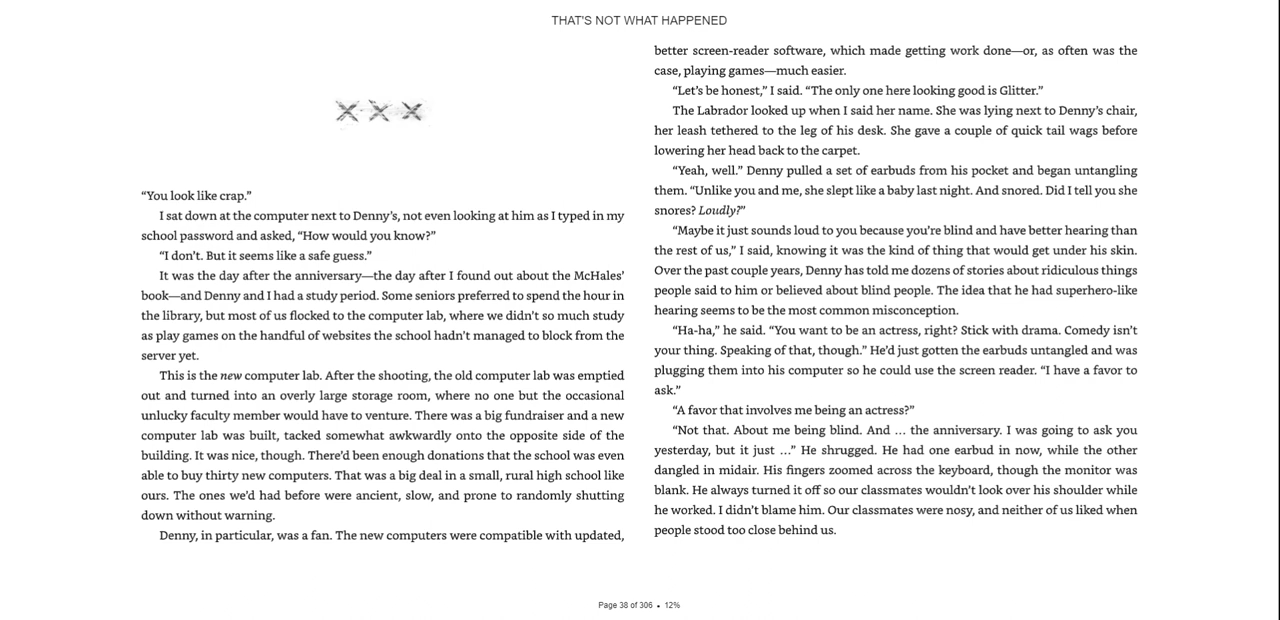 THAT'S NOT WHAT HAPPENED
X X X
“You look like crap.”
I sat down at the computer next to Denny’s, not even looking at him as I typed in my
school password and asked, “How would you know?”
“I don’t. But it seems like a safe guess.”
It was the day after the anniversary—the day after I found out about the McHales’
book—and Denny and I had a study period. Some seniors preferred to spend the hour in
the library, but most of us flocked to the computer lab, where we didn’t so much study
as play games on the handful of websites the school hadn’t managed to block from the
server yet.
This is the new computer lab. After the shooting, the old computer lab was emptied
out and turned into an overly large storage room, where no one but the occasional
unlucky faculty member would have to venture. There was a big fundraiser and a new
computer lab was built, tacked somewhat awkwardly onto the opposite side of the
building. It was nice, though. There’d been enough donations that the school was even
able to buy thirty new computers. That was a big deal in a small, rural high school like
ours. The ones we’d had before were ancient, slow, and prone to randomly shutting
down without warning.
Denny, in particular, was a fan. The new computers were compatible with updated,
better screen-reader software, which made getting work done—or, as often was the
case, playing games—much easier.
“Let’s be honest,” I said. “The only one here looking good is Glitter.”
The Labrador looked up when I said her name. She was lying next to Denny’s chair,
her leash tethered to the leg of his desk. She gave a couple of quick tail wags before
lowering her head back to the carpet.
“Yeah, well.” Denny pulled a set of earbuds from his pocket and began untangling
them. “Unlike you and me, she slept like a baby last night. And snored. Did I tell you she
snores? Loudly?”
“Maybe it just sounds loud to you because you’re blind and have better hearing than
the rest of us,” I said, knowing it was the kind of thing that would get under his skin.
Over the past couple years, Denny has told me dozens of stories about ridiculous things
people said to him or believed about blind people. The idea that he had superhero-like
hearing seems to be the most common misconception.
“Ha-ha,” he said. “You want to be an actress, right? Stick with drama. Comedy isn’t
your thing. Speaking of that, though.” He’d just gotten the earbuds untangled and was
plugging them into his computer so he could use the screen reader. “I have a favor to
ask.”
“A favor that involves me being an actress?”
“Not that. About me being blind. And … the anniversary. I was going to ask you
yesterday, but it just …” He shrugged. He had one earbud in now, while the other
dangled in midair. His fingers zoomed across the keyboard, though the monitor was
blank. He always turned it off so our classmates wouldn’t look over his shoulder while
he worked. I didn’t blame him. Our classmates were nosy, and neither of us liked when
people stood too close behind us.
Page 38 of 306 • 12%